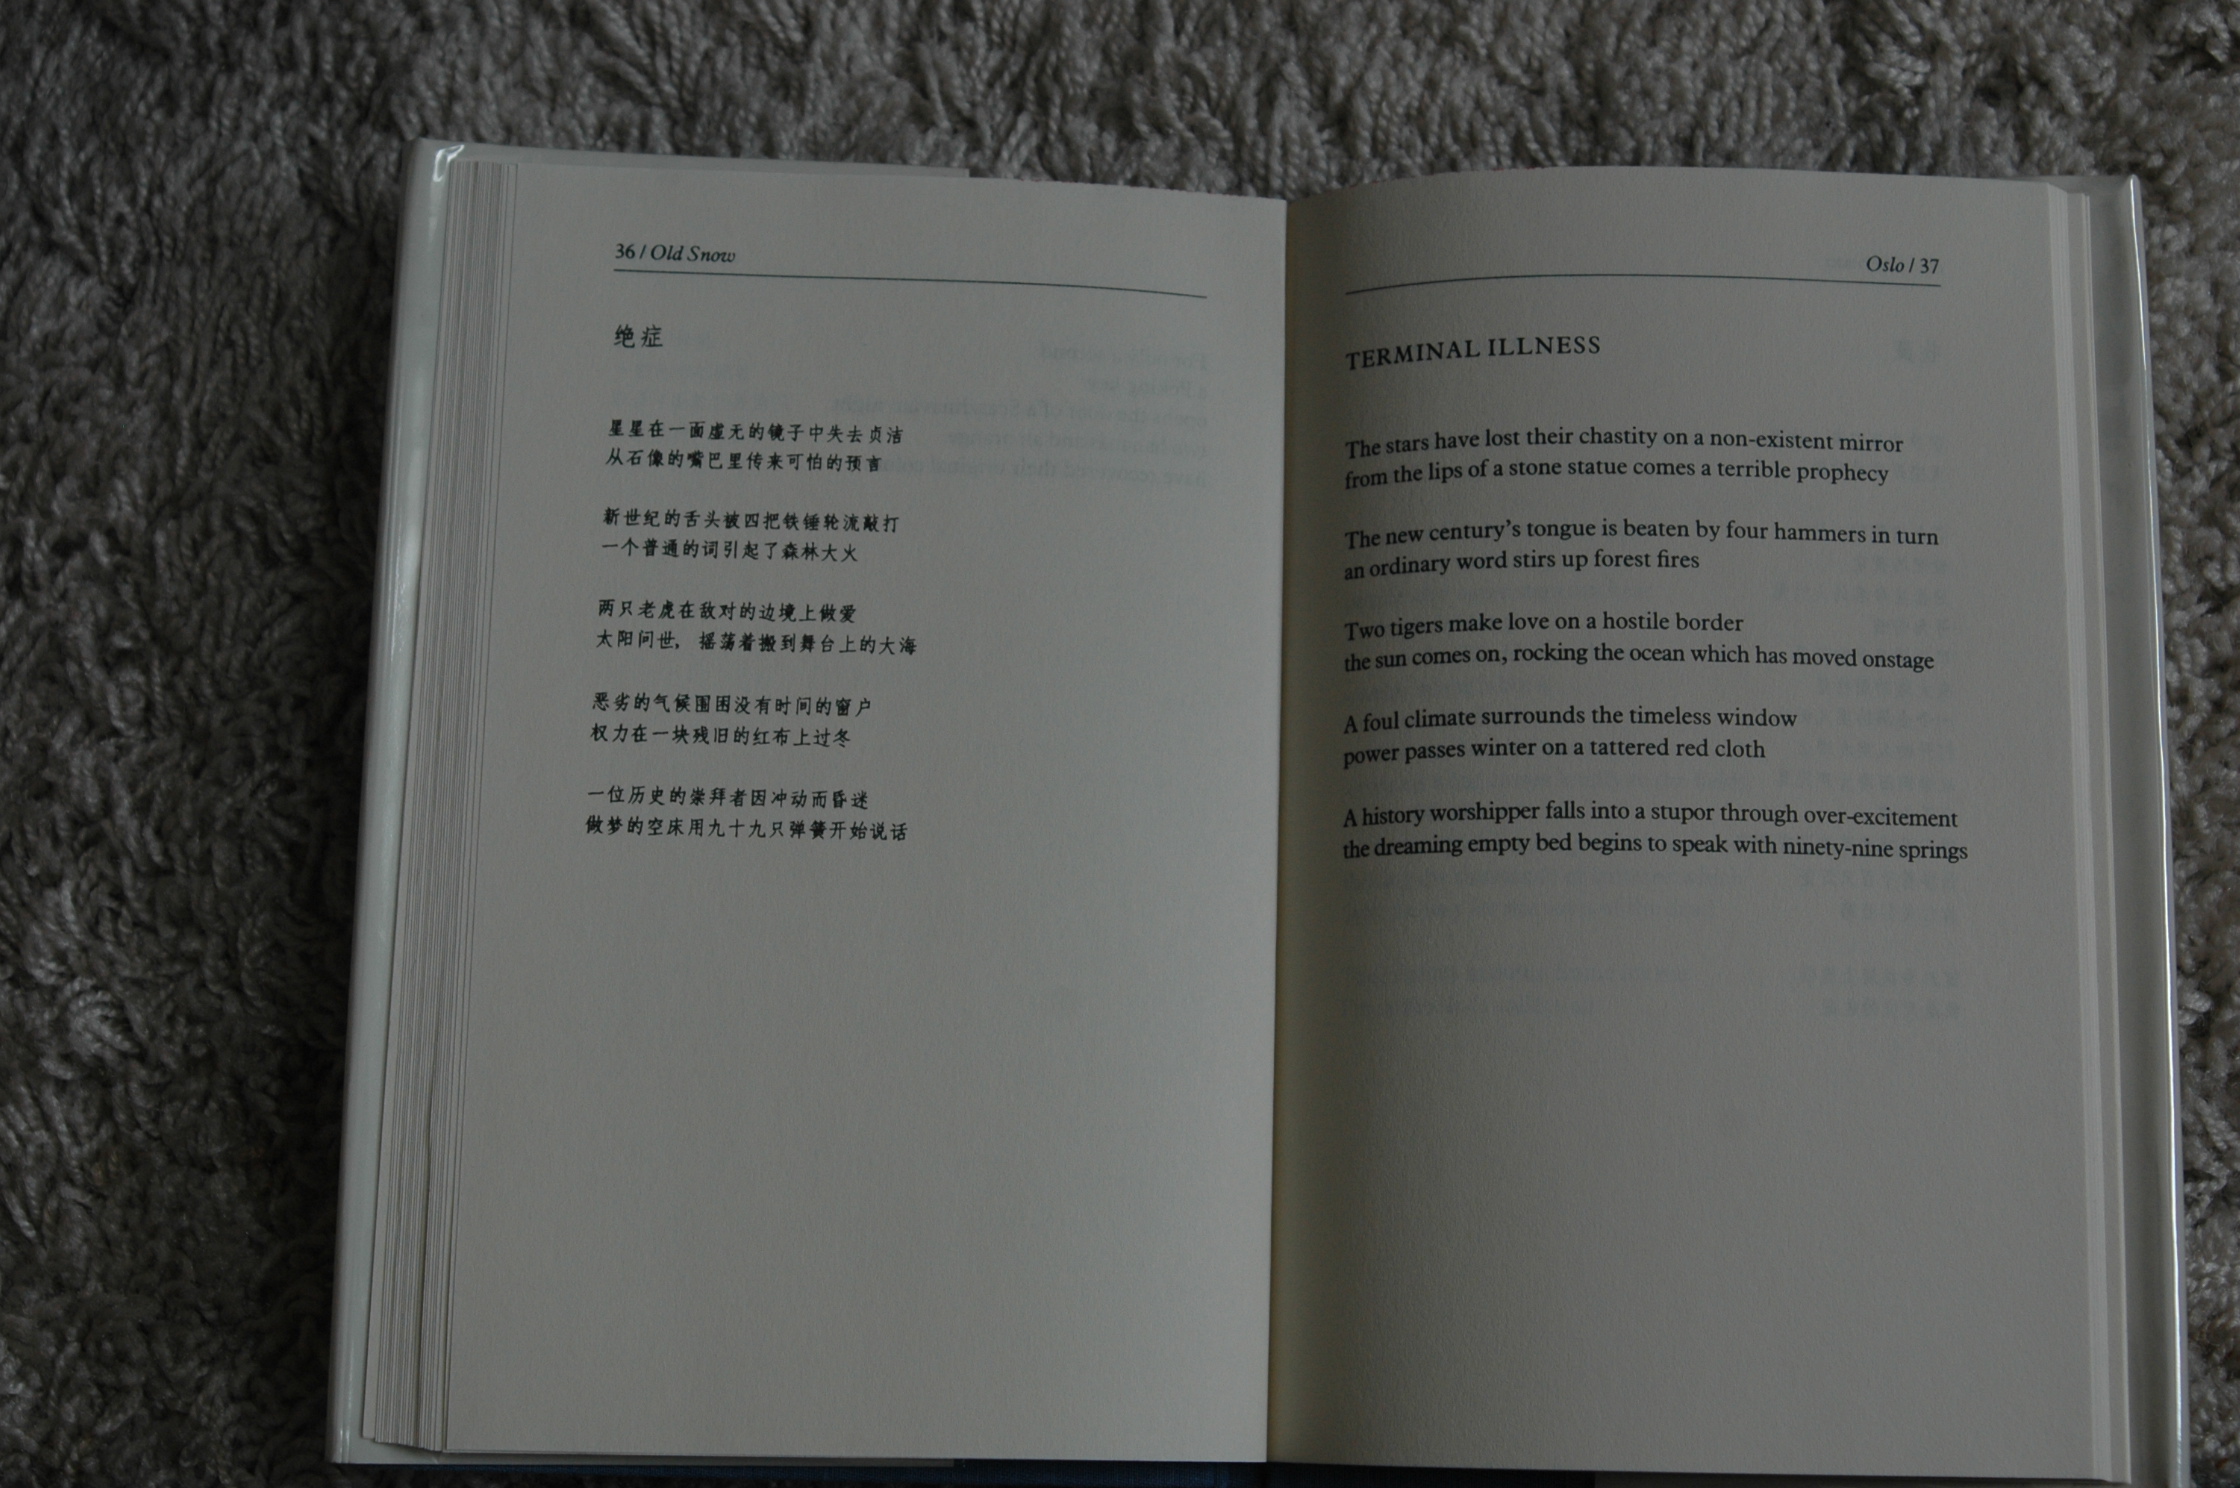 36 / Old Snow
绝症
星星在一面虚无的镜子中失去贞洁
从石像的嘴巴里传来可怕的预言
新世纪的舌头被四把铁锤轮流敲打
一个普通的词引起了森林大火
两只老虎在敌对的边境上做爱
太阳问世，摇荡着搬到舞台上的大海
恶劣的气候围困没有时间的窗户
权力在一块残旧的红布上过冬
一位历史的崇拜者因冲动而昏迷
做梦的空床用九十九只弹簧开始说话
Oslo / 37
TERMINAL ILLNESS
The stars have lost their chastity on a non-existent mirror
from the lips of a stone statue comes a terrible prophecy
The new century's tongue is beaten by four hammers in turn
an ordinary word stirs up forest fires
Two tigers make love on a hostile border
the sun comes on, rocking the ocean which has moved onstage
A foul climate surrounds the timeless window
power passes winter on a tattered red cloth
A history worshipper falls into a stupor through over-excitement
the dreaming empty bed begins to speak with ninety-nine springs